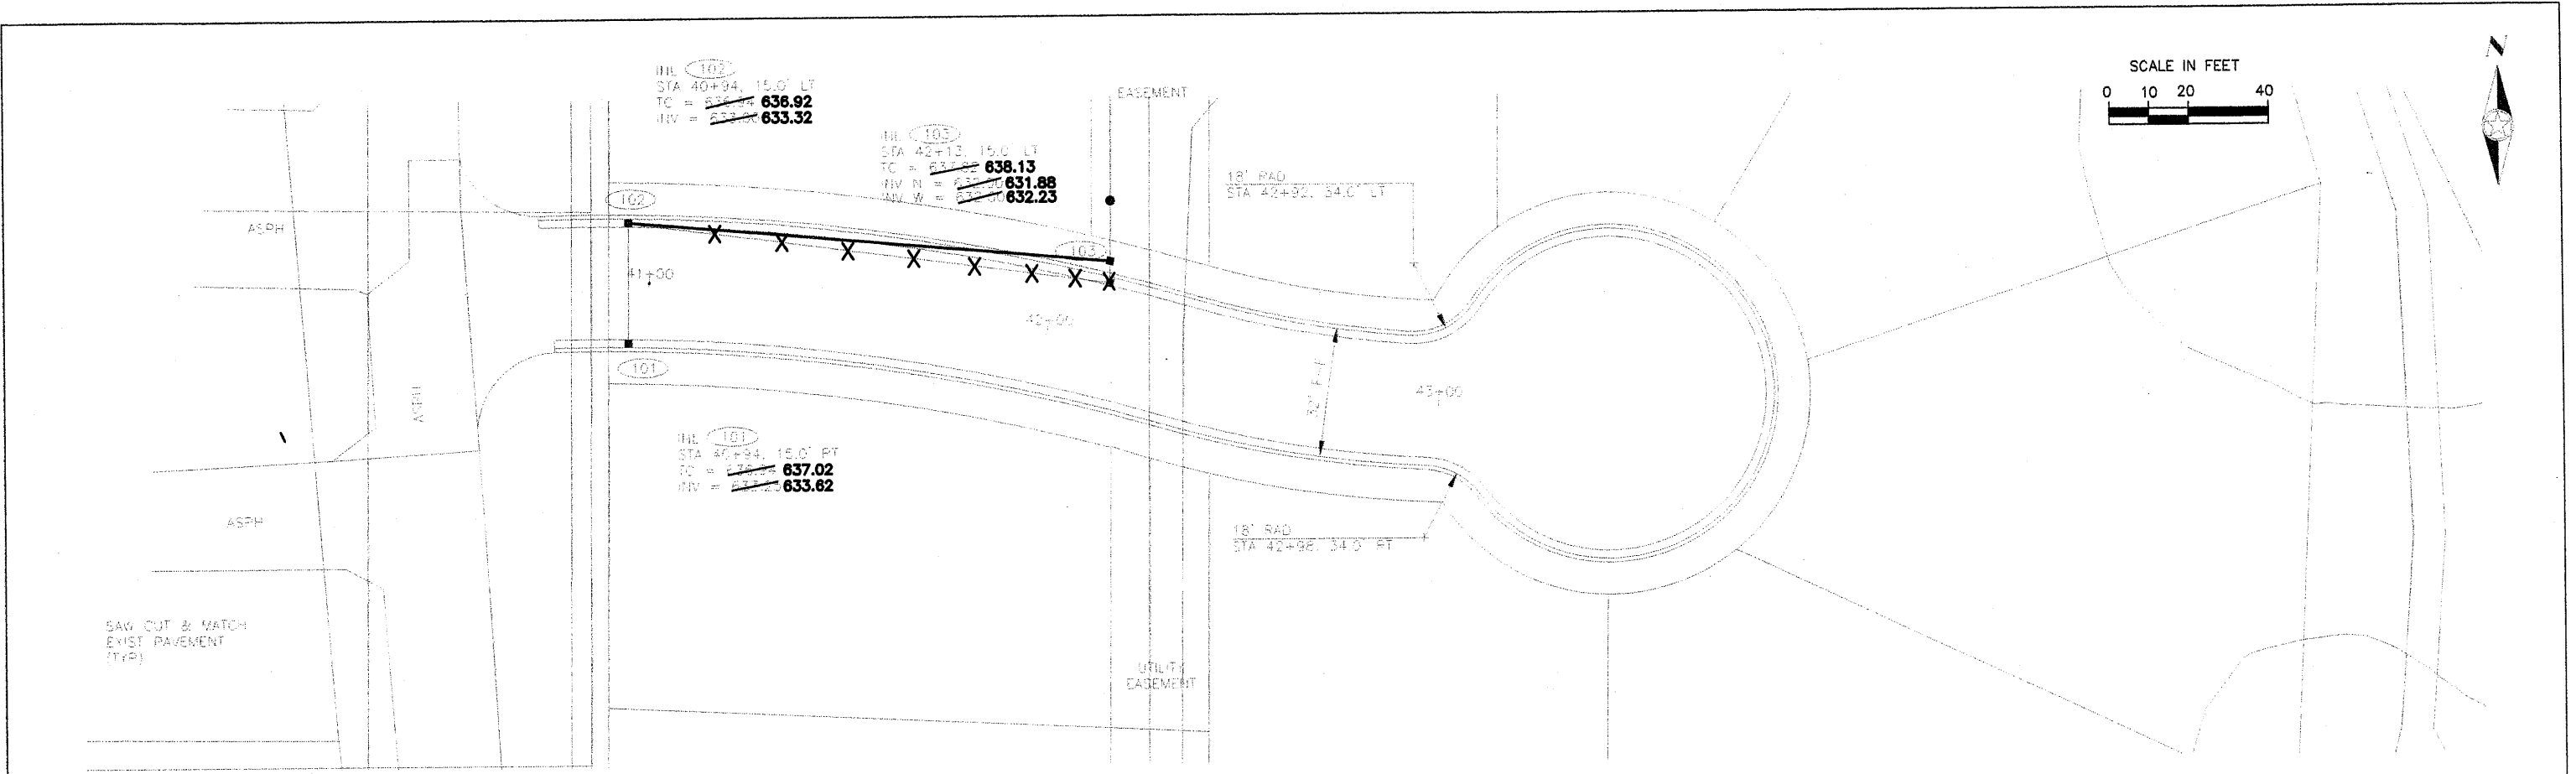 N
SCALE IN FEET
0 10 20 40
INL 102
STA 40+94, 15.0' LT
TC = 636.92
INV = 633.32
EASEMENT
INL 103
STA 42+13, 15.0' LT
TC = 638.13
INV N = 631.88
INV W = 632.23
18' RAD
STA 42+92, 34.0' LT
102
ASPH
103
41+00
42+00
32' F-F
43+00
101
ASPH
INL 101
STA 40+94, 15.0' RT
TC = 637.02
INV = 633.62
ASPH
18' RAD
STA 42+98, 34.0' RT
SAW CUT & MATCH
EXIST PAVEMENT
(TYP)
UTILITY
EASEMENT